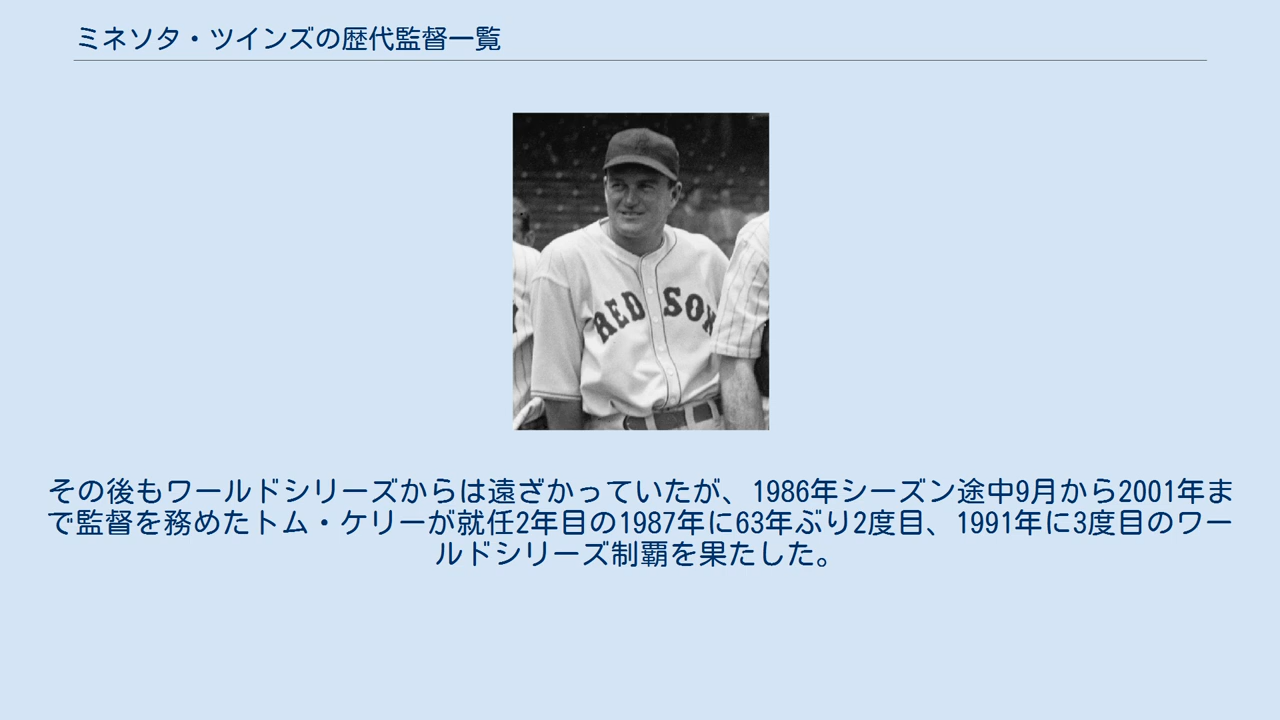 ミネソタ・ツインズの歴代監督一覧
RED SOX
その後もワールドシリーズからは遠ざかっていたが、1986年シーズン途中9月から2001年ま
で監督を務めたトム・ケリーが就任2年目の1987年に63年ぶり2度目、1991年に3度目のワー
ルドシリーズ制覇を果たした。